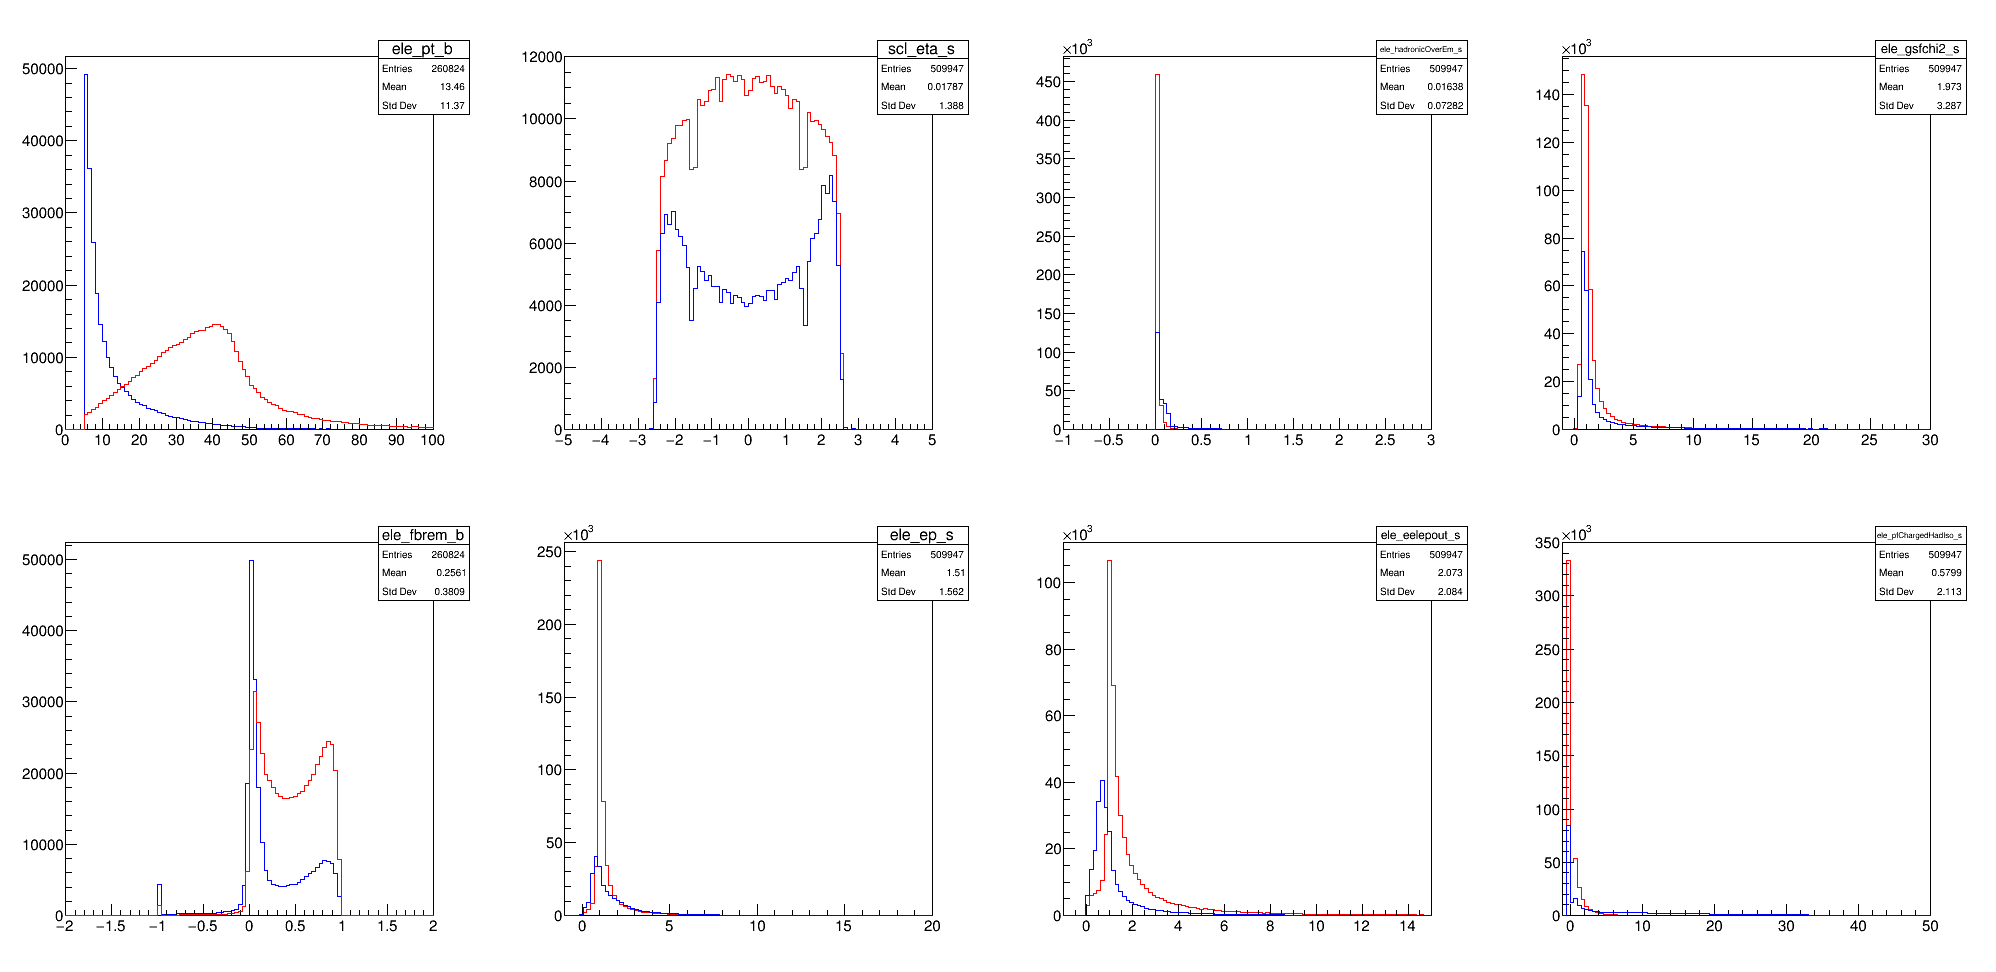 ele_pt_b
Entries 260824
Mean 13.46
Std Dev 11.37
50000
40000
30000
20000
10000
0
0 10 20 30 40 50 60 70 80 90 100
scl_eta_s
Entries 509947
Mean 0.01787
Std Dev 1.388
12000
10000
8000
6000
4000
2000
0
−5 −4 −3 −2 −1 0 1 2 3 4 5
×10³
ele_hadronicOverEm_s
Entries 509947
Mean 0.01638
Std Dev 0.07282
450
400
350
300
250
200
150
100
50
0
−1 −0.5 0 0.5 1 1.5 2 2.5 3
×10³
ele_gsfchi2_s
Entries 509947
Mean 1.973
Std Dev 3.287
140
120
100
80
60
40
20
0
0 5 10 15 20 25 30
ele_fbrem_b
Entries 260824
Mean 0.2561
Std Dev 0.3809
50000
40000
30000
20000
10000
0
−2 −1.5 −1 −0.5 0 0.5 1 1.5 2
×10³
ele_ep_s
Entries 509947
Mean 1.51
Std Dev 1.562
250
200
150
100
50
0
0 5 10 15 20
×10³
ele_eelepout_s
Entries 509947
Mean 2.073
Std Dev 2.084
100
80
60
40
20
0
0 2 4 6 8 10 12 14
×10³
ele_pfChargedHadIso_s
Entries 509947
Mean 0.5799
Std Dev 2.113
350
300
250
200
150
100
50
0
0 10 20 30 40 50